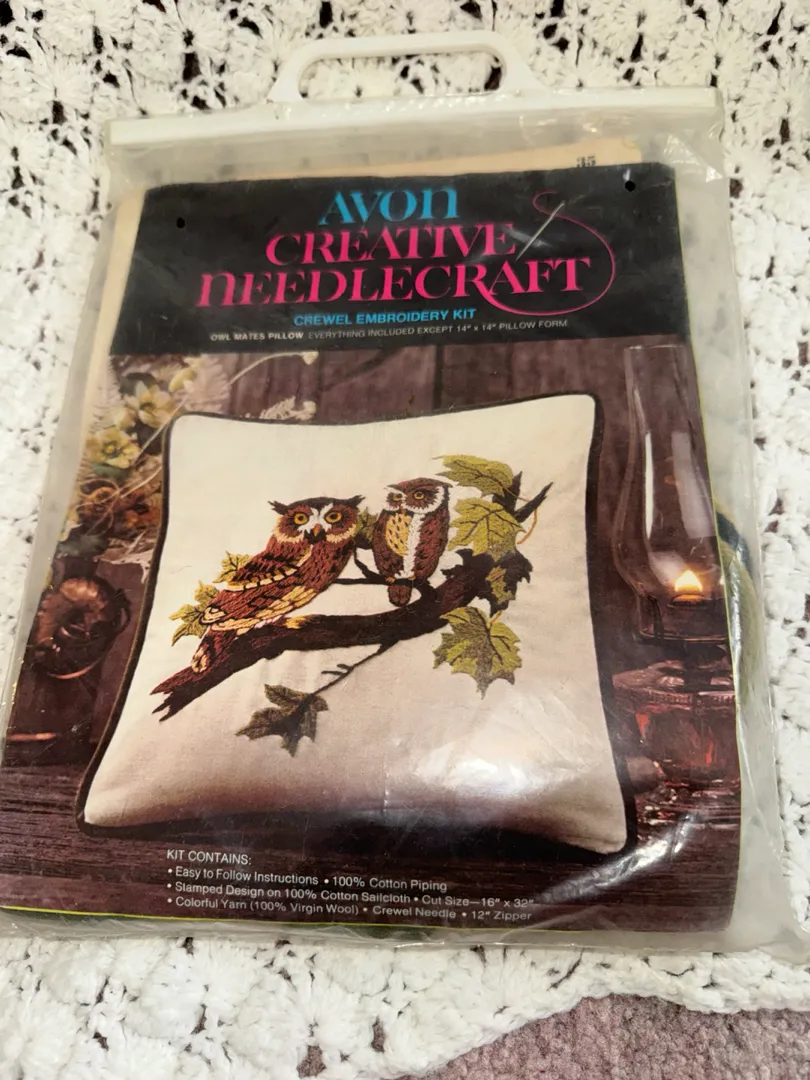 35
AVON
CREATIVE
NEEDLECRAFT
CREWEL EMBROIDERY KIT
OWL MATES PILLOW EVERYTHING INCLUDED EXCEPT 14" x 14" PILLOW FORM
KIT CONTAINS:
• Easy to Follow Instructions • 100% Cotton Piping
• Stamped Design on 100% Cotton Sailcloth • Cut Size—16" x 32"
• Colorful Yarn (100% Virgin Wool) • Crewel Needle • 12" Zipper